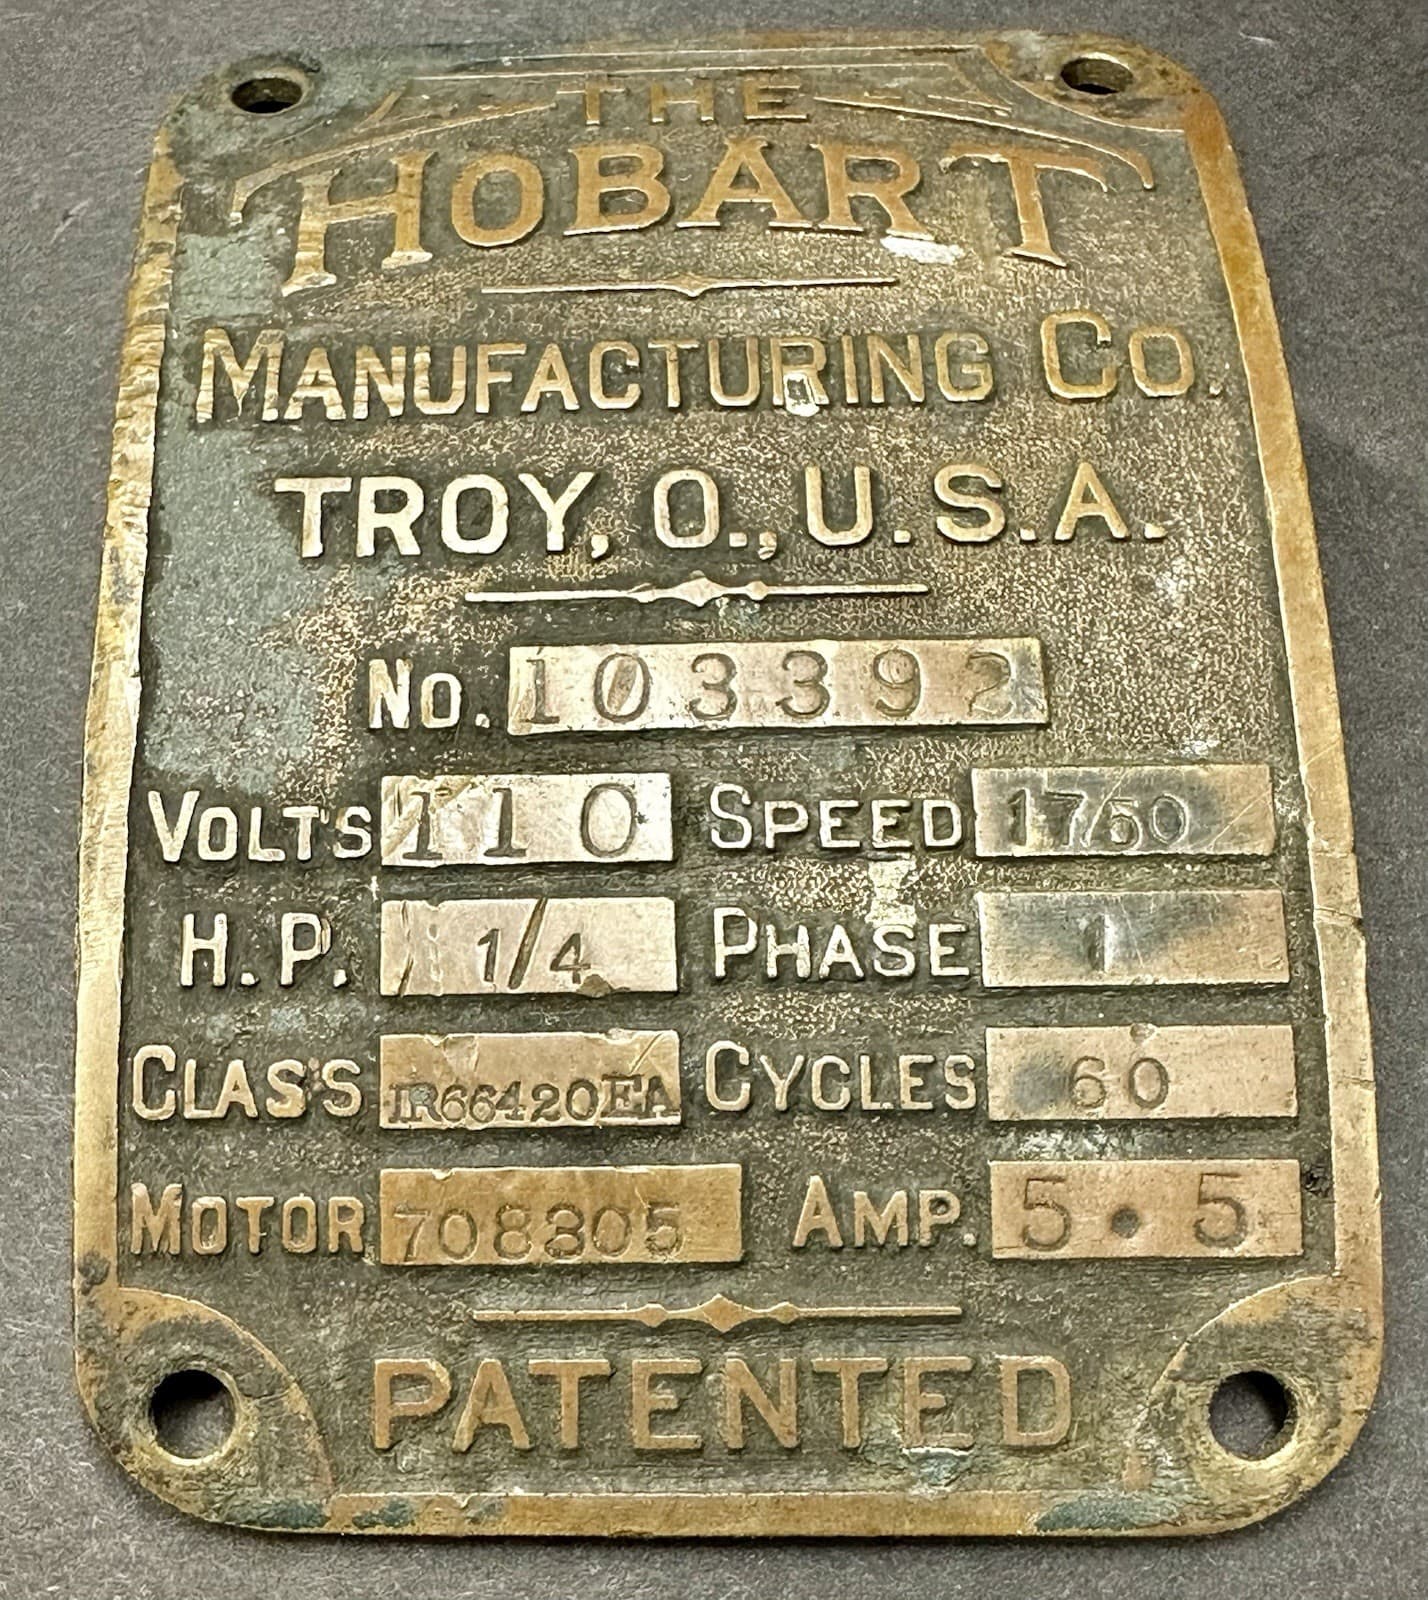 THE
HOBART
MANUFACTURING CO.
TROY, O., U.S.A.
NO. 103392
VOLTS 110 SPEED 1750
H.P. 1/4 PHASE 1
CLASS IR66420EA CYCLES 60
MOTOR 708305 AMP. 5.5
PATENTED